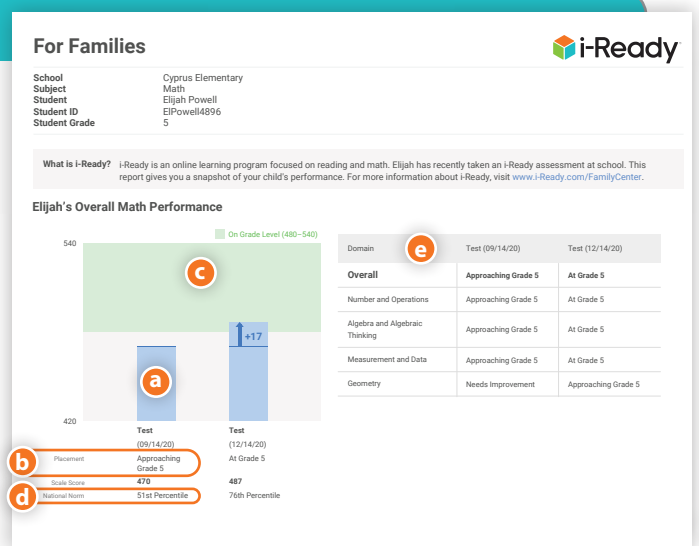 For Families
i-Ready
School Cyprus Elementary
Subject Math
Student Elijah Powell
Student ID ElPowell4896
Student Grade 5
What is i-Ready? i-Ready is an online learning program focused on reading and math. Elijah has recently taken an i-Ready assessment at school. This
report gives you a snapshot of your child's performance. For more information about i-Ready, visit www.i-Ready.com/FamilyCenter.
Elijah's Overall Math Performance
On Grade Level (480–540)
540
c
+17
a
420
Test Test
(09/14/20) (12/14/20)
b Placement Approaching Grade 5 At Grade 5
Scale Score 470 487
d National Norm 51st Percentile 76th Percentile
Domain e Test (09/14/20) Test (12/14/20)
Overall Approaching Grade 5 At Grade 5
Number and Operations Approaching Grade 5 At Grade 5
Algebra and Algebraic
Thinking Approaching Grade 5 At Grade 5
Measurement and Data Approaching Grade 5 At Grade 5
Geometry Needs Improvement Approaching Grade 5